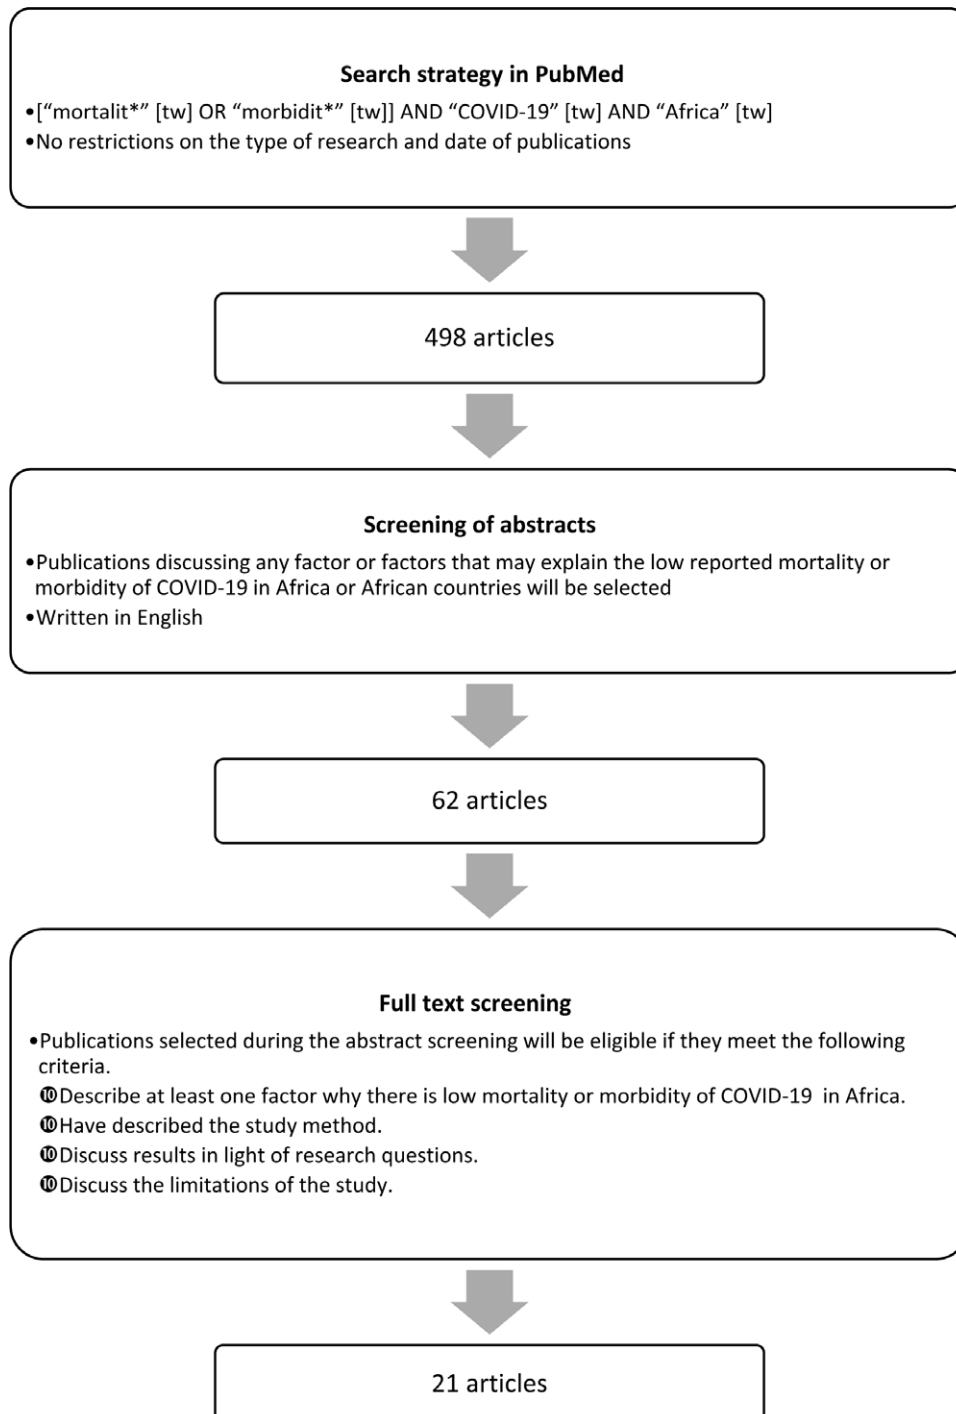 Search strategy in PubMed
•[“mortalit*” [tw] OR “morbidit*” [tw]] AND “COVID-19” [tw] AND “Africa” [tw]
•No restrictions on the type of research and date of publications
498 articles
Screening of abstracts
•Publications discussing any factor or factors that may explain the low reported mortality or
morbidity of COVID-19 in Africa or African countries will be selected
•Written in English
62 articles
Full text screening
•Publications selected during the abstract screening will be eligible if they meet the following
criteria.
❿Describe at least one factor why there is low mortality or morbidity of COVID-19 in Africa.
❿Have described the study method.
❿Discuss results in light of research questions.
❿Discuss the limitations of the study.
21 articles